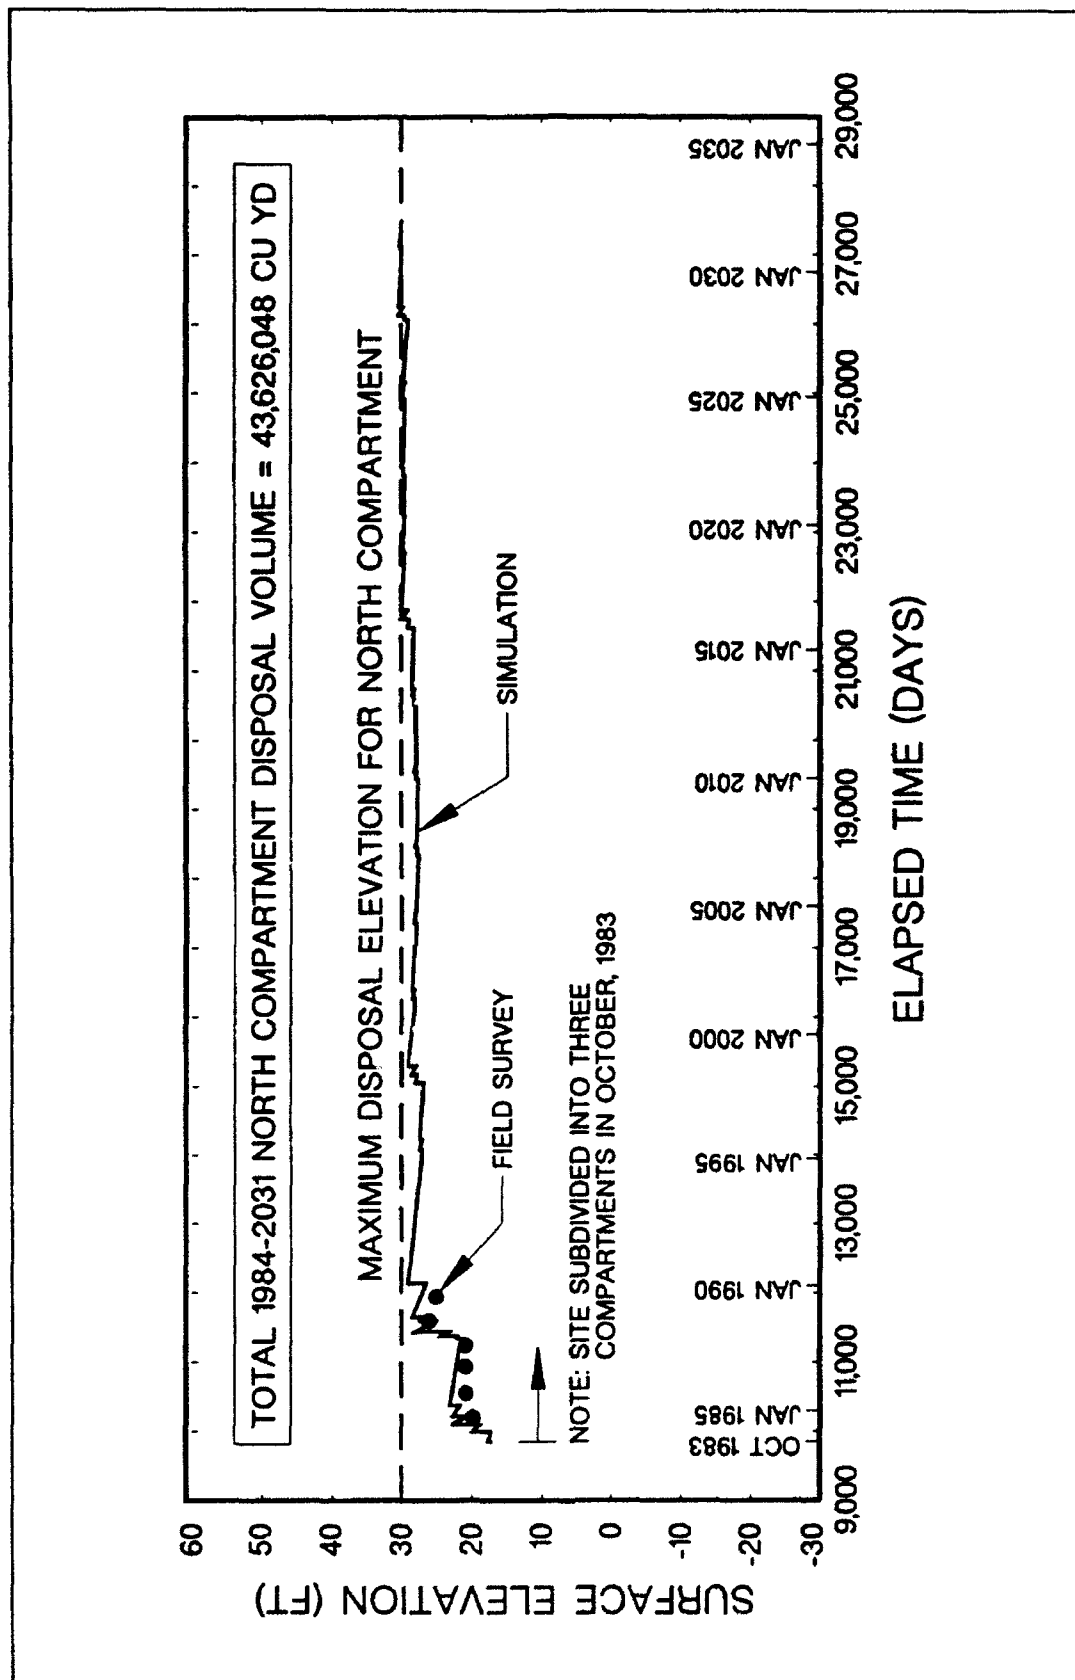 TOTAL 1984-2031 NORTH COMPARTMENT DISPOSAL VOLUME = 43,626,048 CU YD
MAXIMUM DISPOSAL ELEVATION FOR NORTH COMPARTMENT
SIMULATION
FIELD SURVEY
NOTE: SITE SUBDIVIDED INTO THREE
COMPARTMENTS IN OCTOBER, 1983
SURFACE ELEVATION (FT)
60
50
40
30
20
10
0
-10
-20
-30
OCT 1983
JAN 1985
JAN 1990
JAN 1995
JAN 2000
JAN 2005
JAN 2010
JAN 2015
JAN 2020
JAN 2025
JAN 2030
JAN 2035
9,000
11,000
13,000
15,000
17,000
19,000
21,000
23,000
25,000
27,000
29,000
ELAPSED TIME (DAYS)